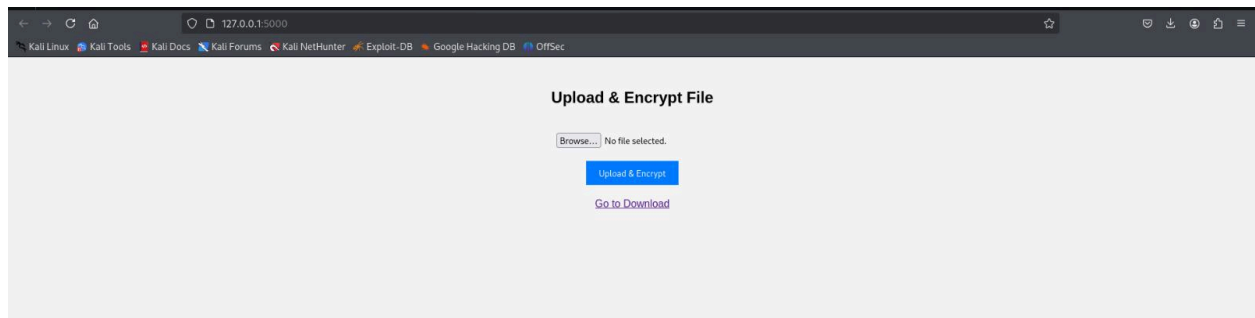 127.0.0.1:5000
Kali Linux Kali Tools Kali Docs Kali Forums Kali NetHunter Exploit-DB Google Hacking DB OffSec
Upload & Encrypt File
Browse... No file selected.
Upload & Encrypt
Go to Download